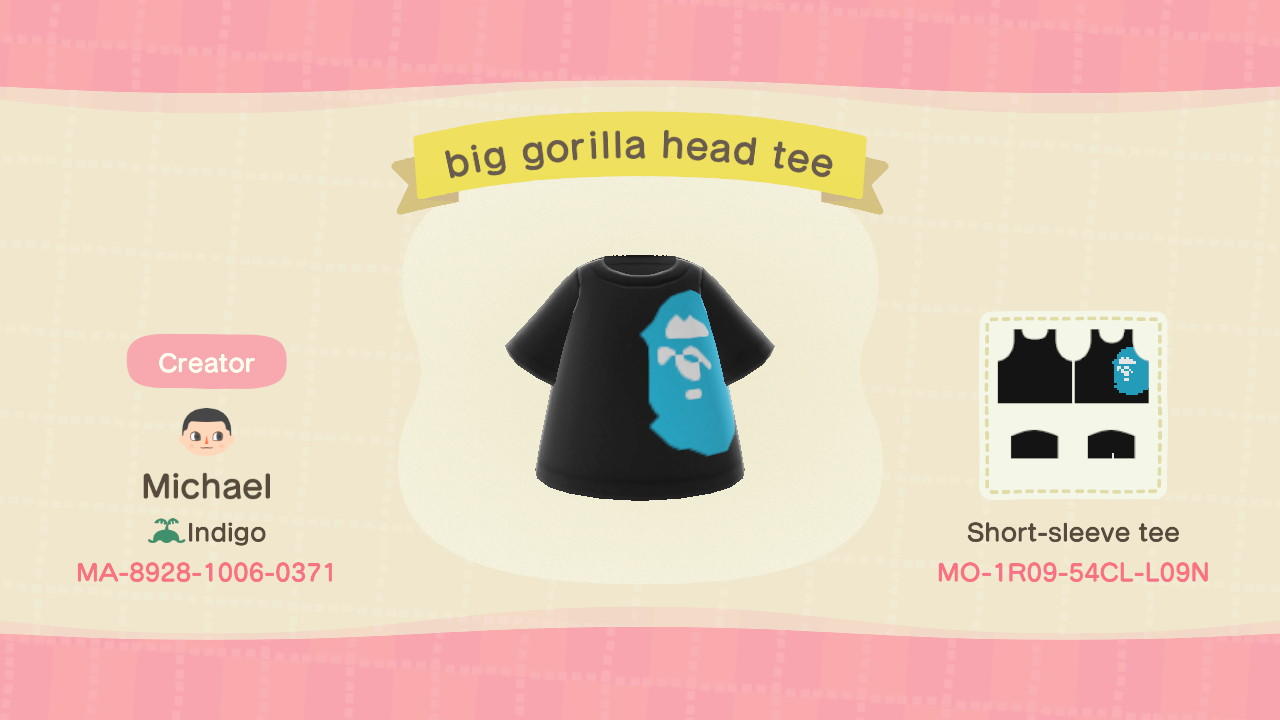 big gorilla head tee
Creator
Michael
Indigo
MA-8928-1006-0371
Short-sleeve tee
MO-1R09-54CL-L09N